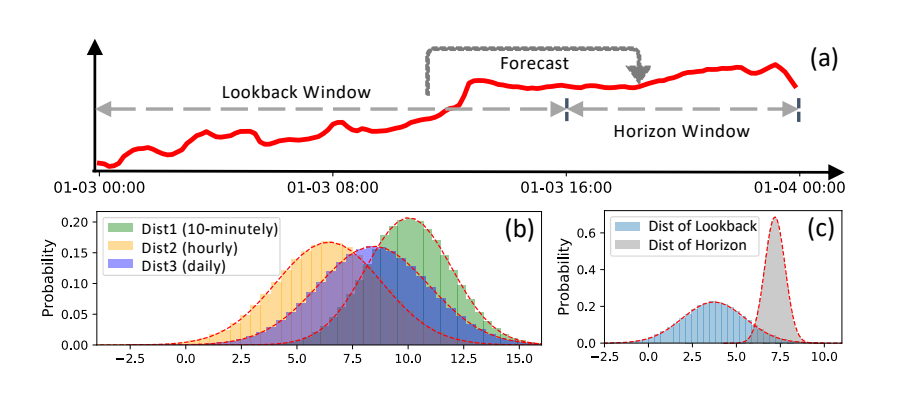 (a)
Forecast
Lookback Window
Horizon Window
01-03 00:00
01-03 08:00
01-03 16:00
01-04 00:00
(b)
Probability
0.20
0.15
0.10
0.05
0.00
Dist1 (10-minutely)
Dist2 (hourly)
Dist3 (daily)
−2.5 0.0 2.5 5.0 7.5 10.0 12.5 15.0
(c)
Probability
0.6
0.4
0.2
0.0
Dist of Lookback
Dist of Horizon
−2.5 0.0 2.5 5.0 7.5 10.0